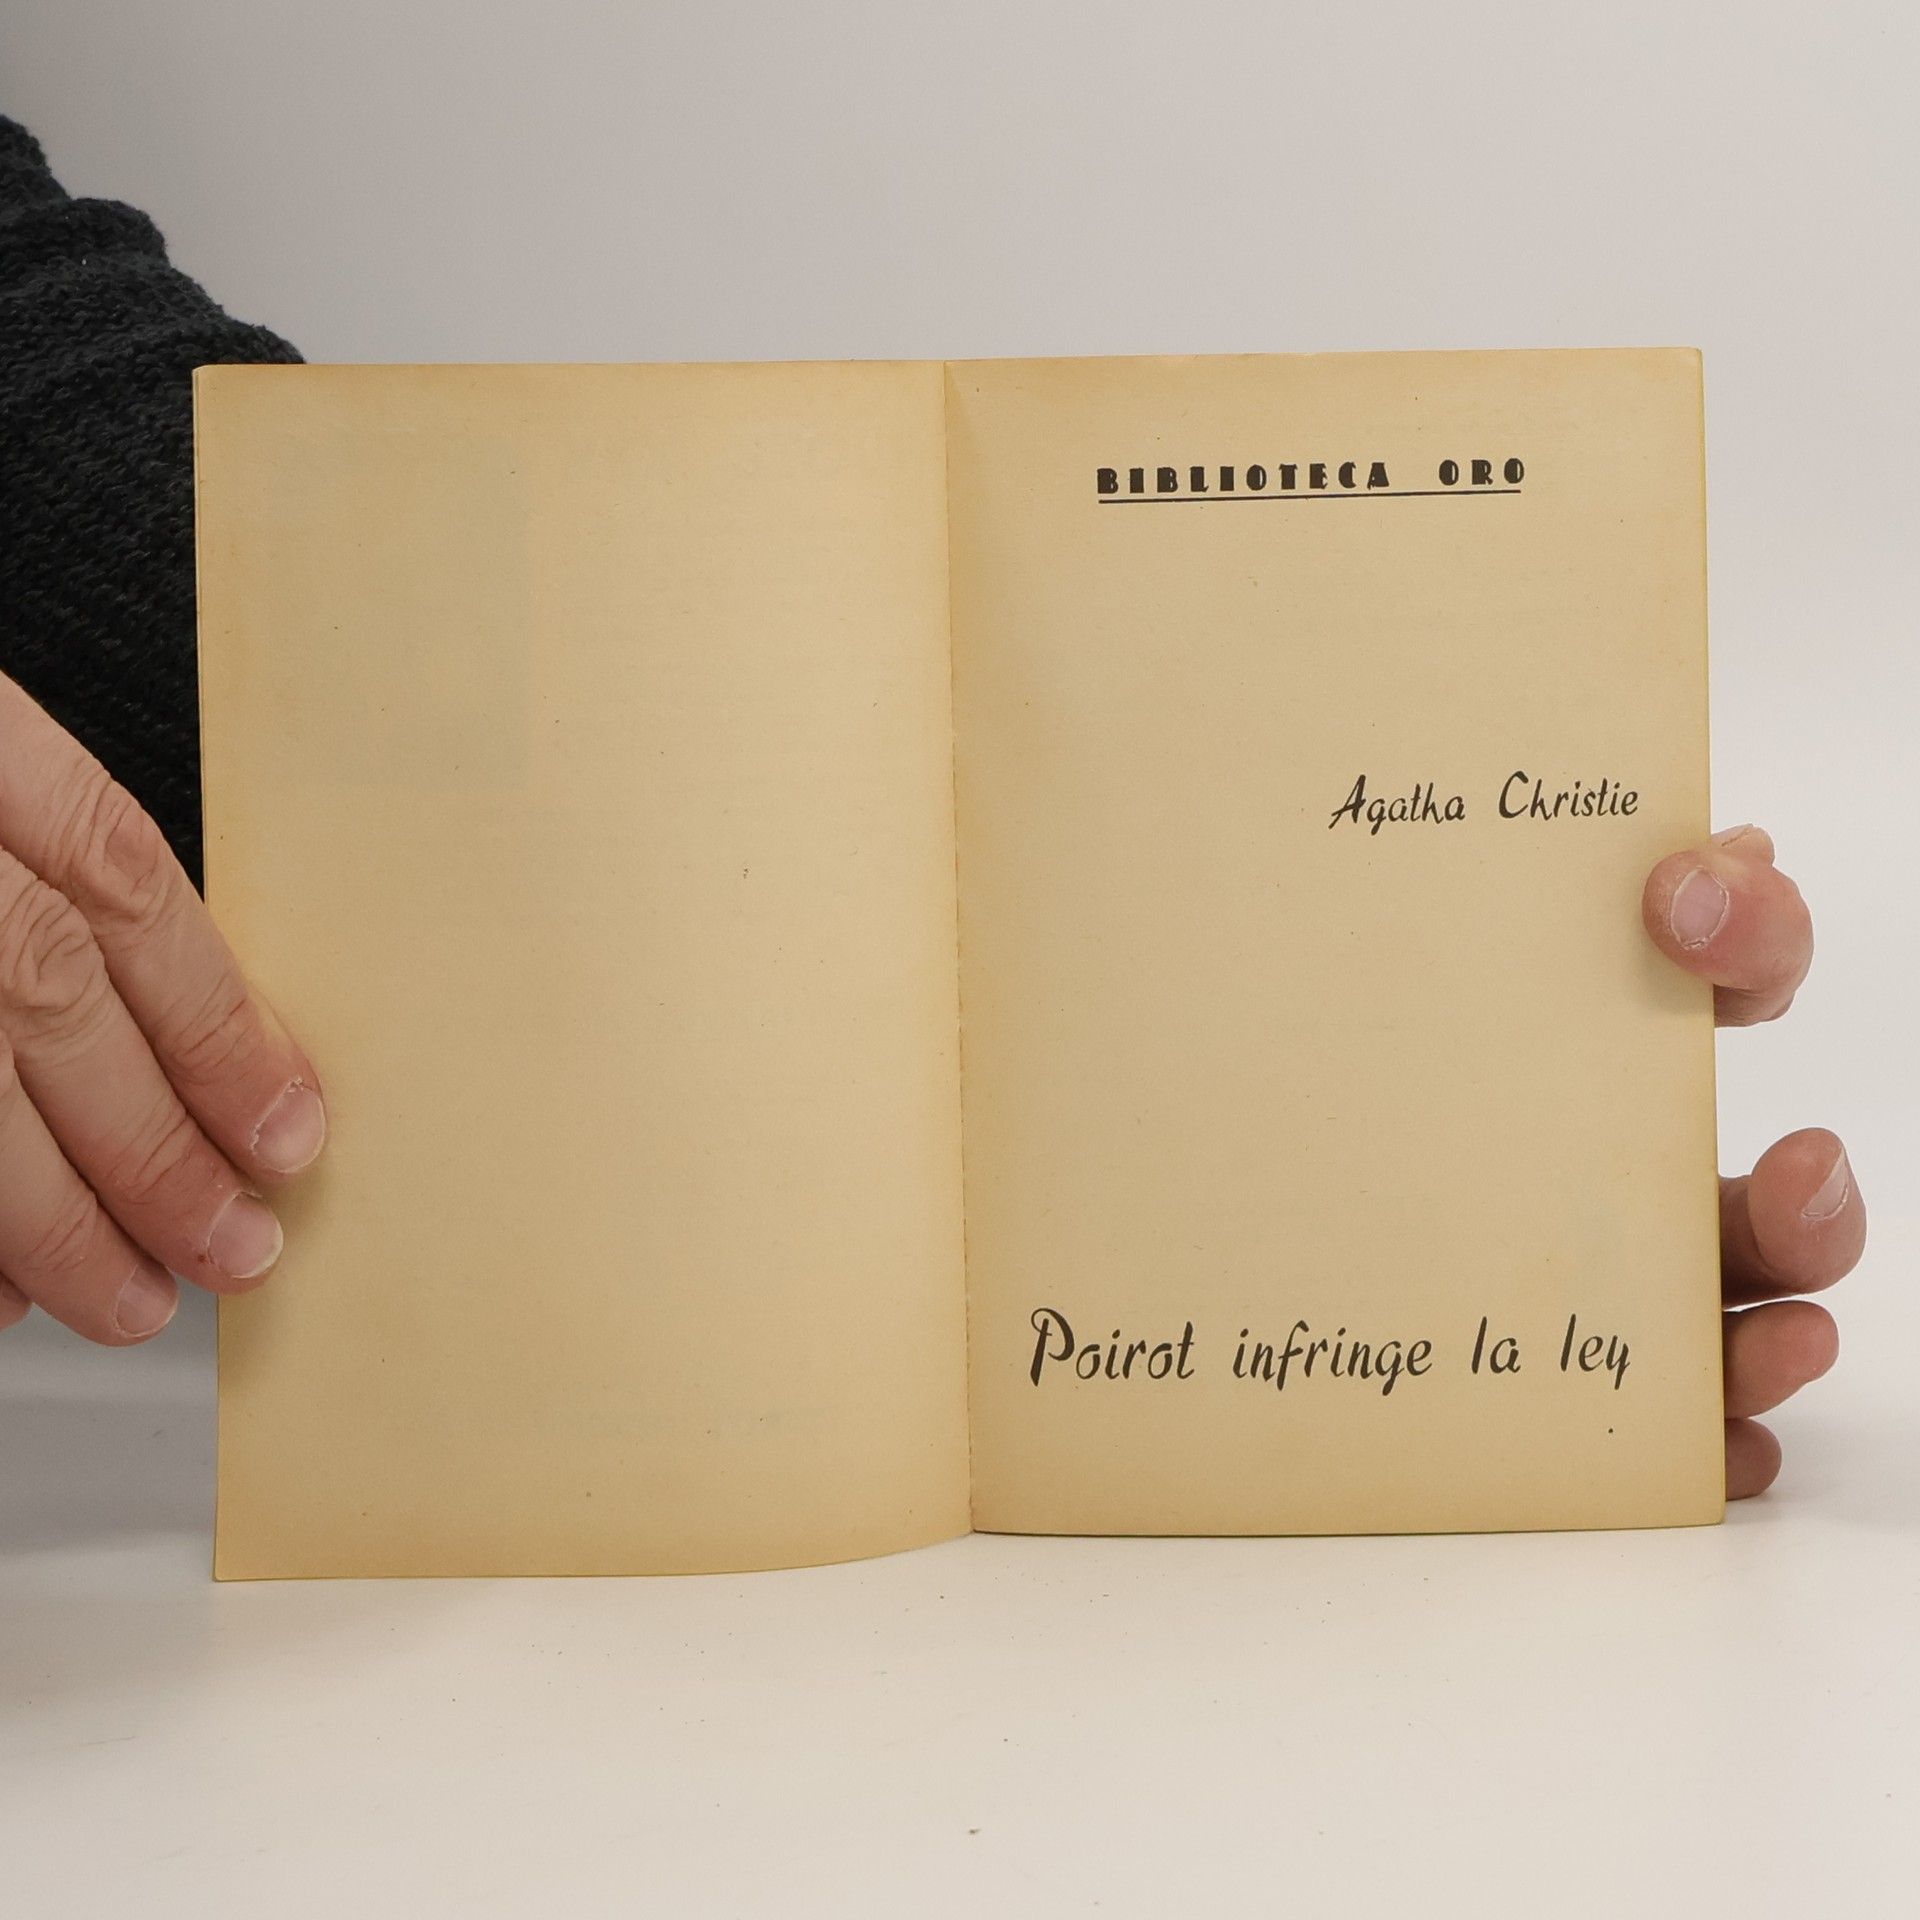 BIBLIOTECA ORO
Agatha Christie
Poirot infringe la ley